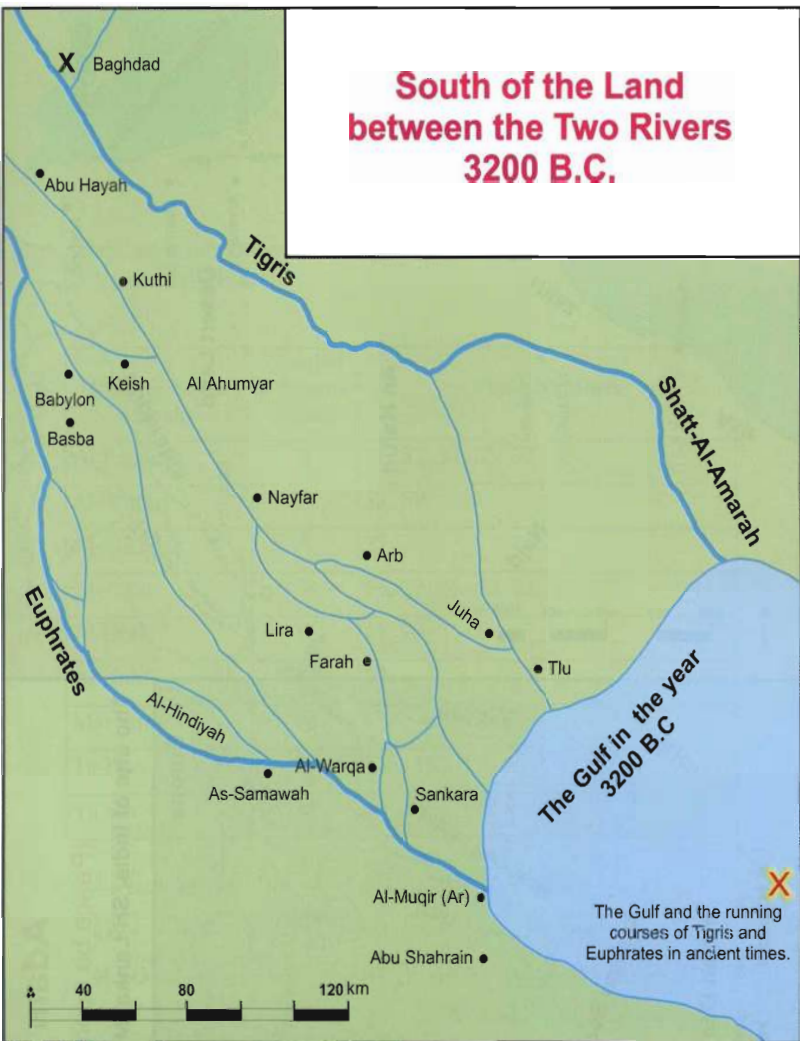 South of the Land
between the Two Rivers
3200 B.C.
X
Baghdad
Abu Hayah
Tigris
Kuthi
Keish
Al Ahumyar
Babylon
Basba
Shatt-Al-Amarah
Nayfar
Arb
Euphrates
Juha
Lira
Farah
Tlu
Al-Hindiyah
The Gulf in the year
3200 B.C
Al-Warqa
As-Samawah
Sankara
X
Al-Muqir (Ar)
The Gulf and the running
courses of Tigris and
Euphrates in ancient times.
Abu Shahrain
40 80 120 km